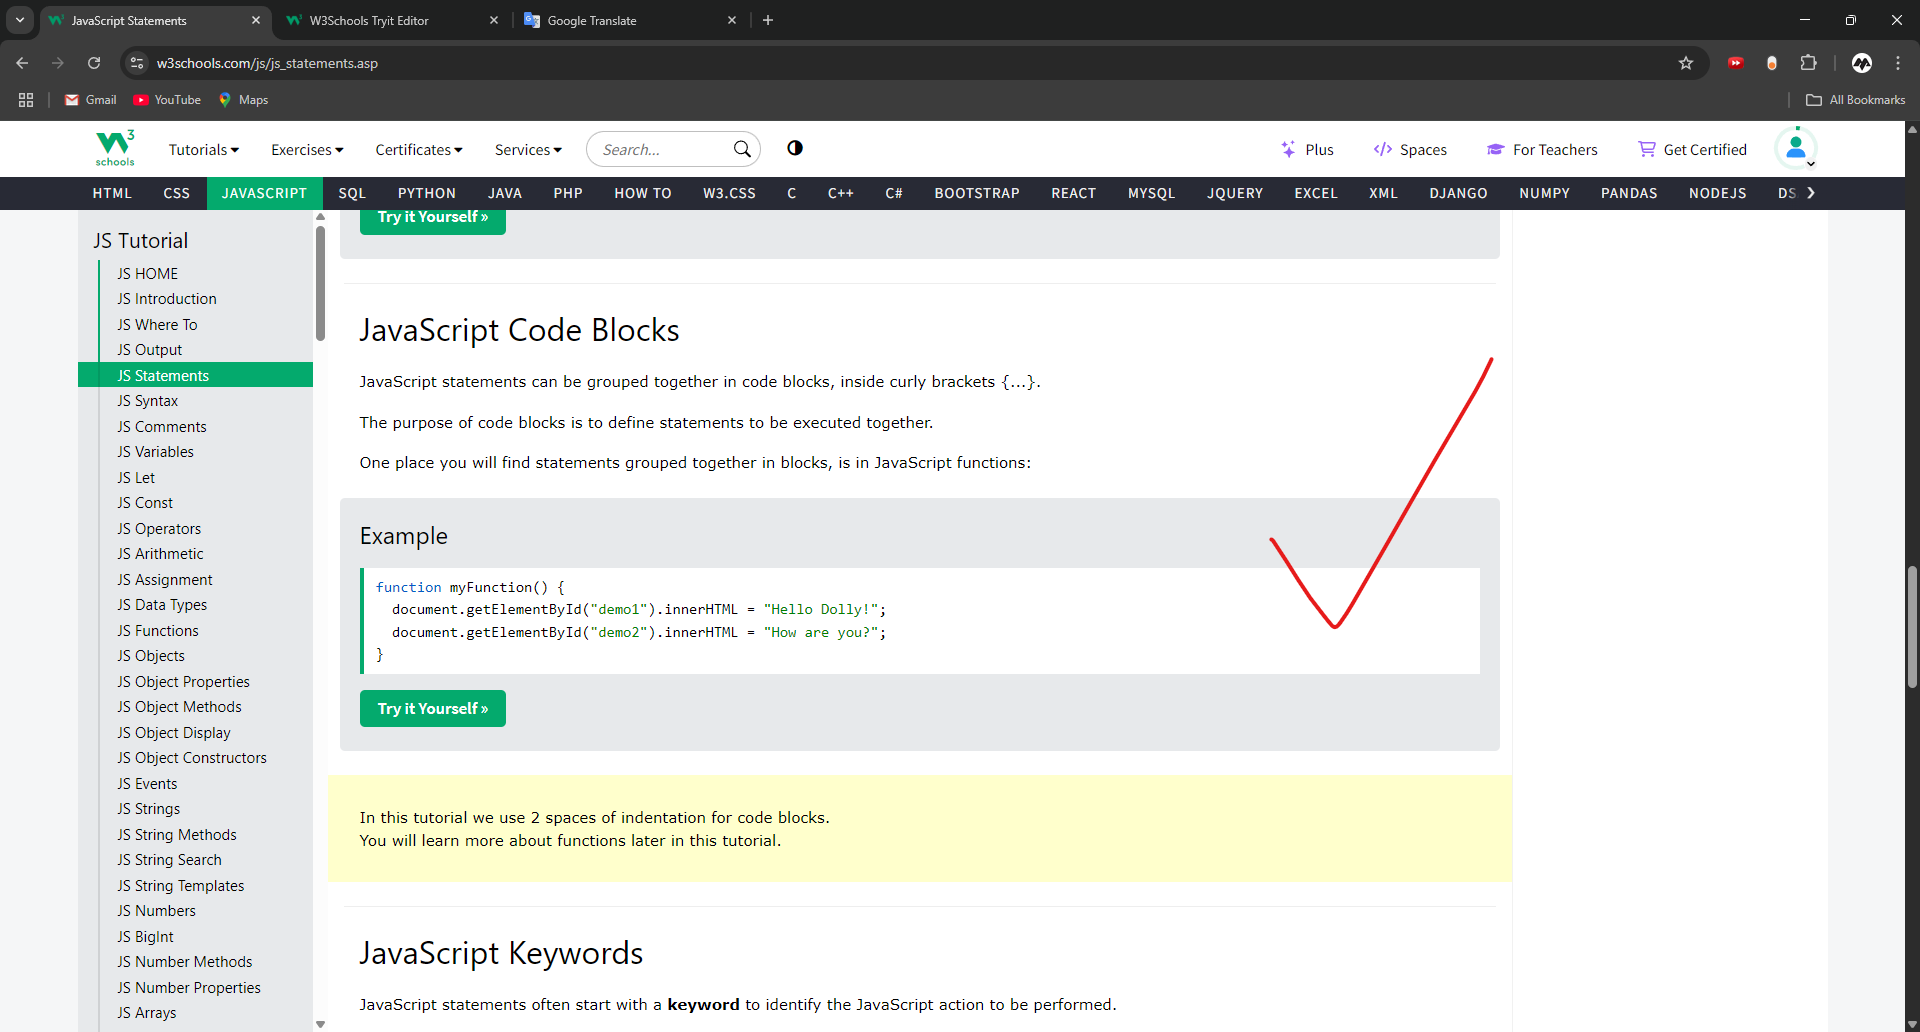 JavaScript Statements
W3Schools Tryit Editor
Google Translate
w3schools.com/js/js_statements.asp
Gmail
YouTube
Maps
All Bookmarks
W3 schools
Tutorials
Exercises
Certificates
Services
Search...
Plus
Spaces
For Teachers
Get Certified
HTML
CSS
JAVASCRIPT
SQL
PYTHON
JAVA
PHP
HOW TO
W3.CSS
C
C++
C#
BOOTSTRAP
REACT
MYSQL
JQUERY
EXCEL
XML
DJANGO
NUMPY
PANDAS
NODEJS
DS
JS Tutorial
JS HOME
JS Introduction
JS Where To
JS Output
JS Statements
JS Syntax
JS Comments
JS Variables
JS Let
JS Const
JS Operators
JS Arithmetic
JS Assignment
JS Data Types
JS Functions
JS Objects
JS Object Properties
JS Object Methods
JS Object Display
JS Object Constructors
JS Events
JS Strings
JS String Methods
JS String Search
JS String Templates
JS Numbers
JS BigInt
JS Number Methods
JS Number Properties
JS Arrays
Try it Yourself »
JavaScript Code Blocks
JavaScript statements can be grouped together in code blocks, inside curly brackets {...}.
The purpose of code blocks is to define statements to be executed together.
One place you will find statements grouped together in blocks, is in JavaScript functions:
Example
function myFunction() {
  document.getElementById("demo1").innerHTML = "Hello Dolly!";
  document.getElementById("demo2").innerHTML = "How are you?";
}
Try it Yourself »
In this tutorial we use 2 spaces of indentation for code blocks.
You will learn more about functions later in this tutorial.
JavaScript Keywords
JavaScript statements often start with a keyword to identify the JavaScript action to be performed.